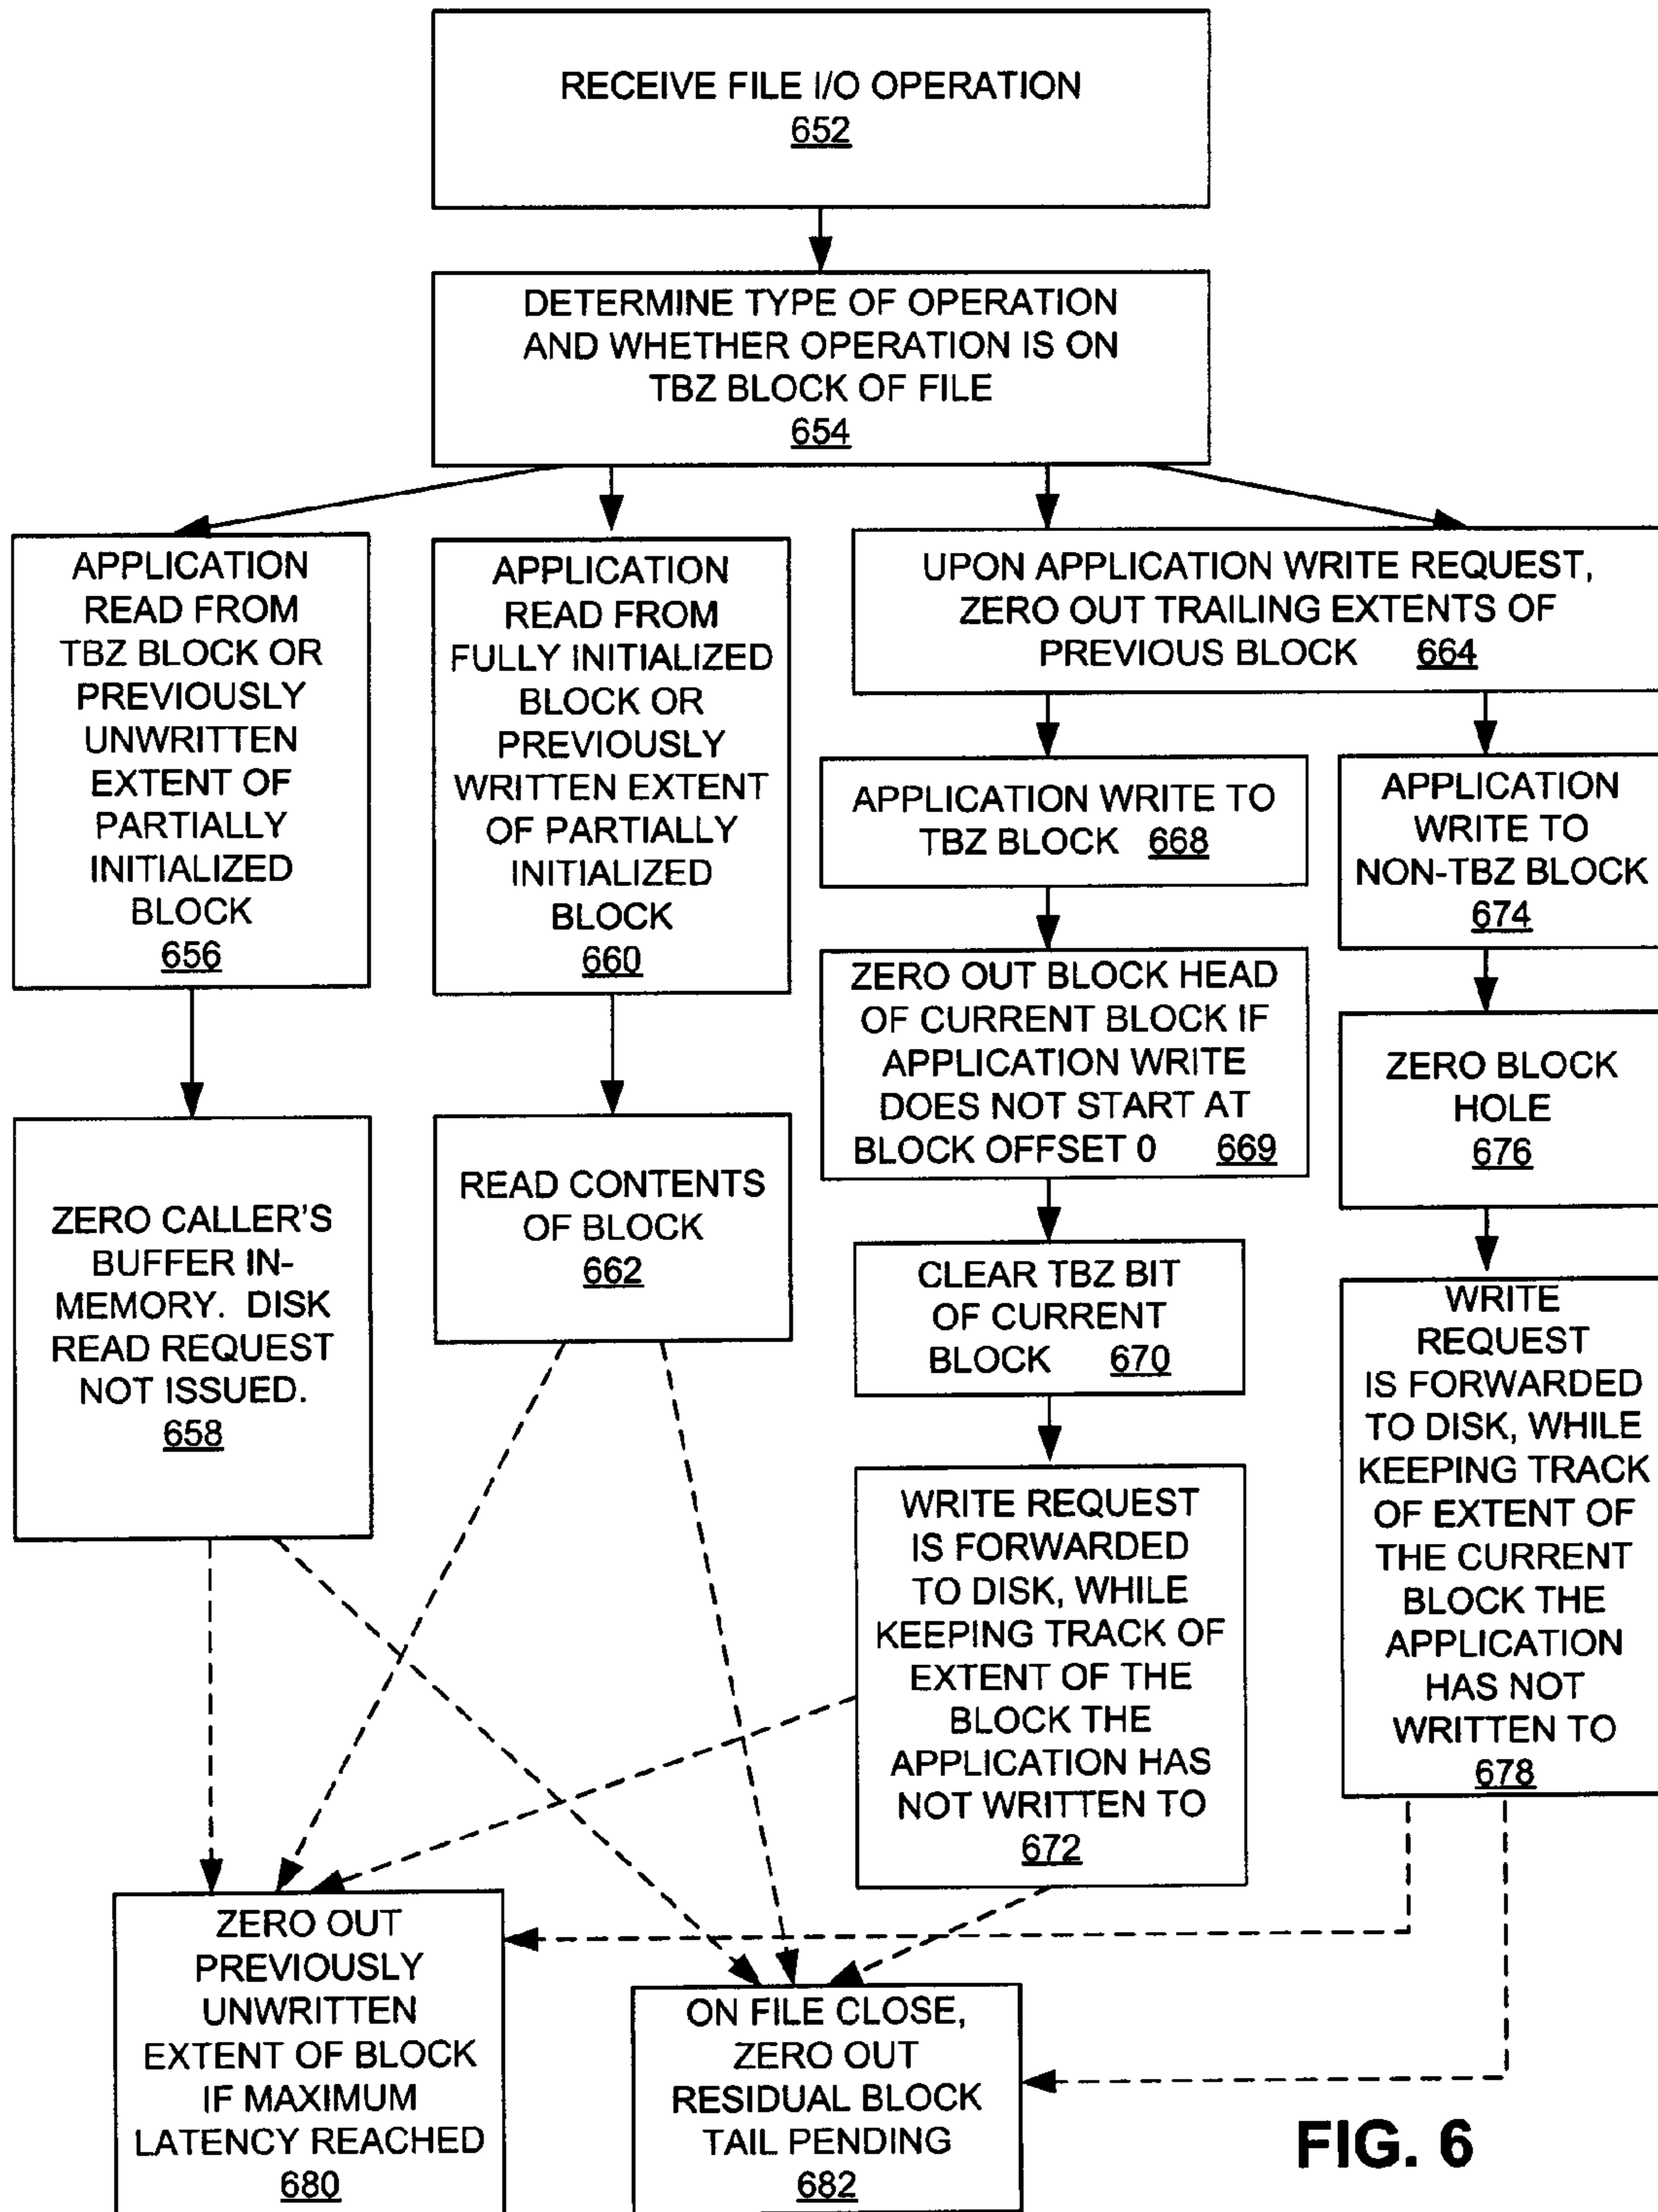 RECEIVE FILE I/O OPERATION
652
DETERMINE TYPE OF OPERATION
AND WHETHER OPERATION IS ON
TBZ BLOCK OF FILE
654
APPLICATION
READ FROM
TBZ BLOCK OR
PREVIOUSLY
UNWRITTEN
EXTENT OF
PARTIALLY
INITIALIZED
BLOCK
656
APPLICATION
READ FROM
FULLY INITIALIZED
BLOCK OR
PREVIOUSLY
WRITTEN EXTENT
OF PARTIALLY
INITIALIZED
BLOCK
660
UPON APPLICATION WRITE REQUEST,
ZERO OUT TRAILING EXTENTS OF
PREVIOUS BLOCK 664
APPLICATION WRITE TO
TBZ BLOCK 668
APPLICATION
WRITE TO
NON-TBZ BLOCK
674
ZERO OUT BLOCK HEAD
OF CURRENT BLOCK IF
APPLICATION WRITE
DOES NOT START AT
BLOCK OFFSET 0 669
ZERO BLOCK
HOLE
676
ZERO CALLER'S
BUFFER IN-
MEMORY. DISK
READ REQUEST
NOT ISSUED.
658
READ CONTENTS
OF BLOCK
662
CLEAR TBZ BIT
OF CURRENT
BLOCK 670
WRITE
REQUEST
IS FORWARDED
TO DISK, WHILE
KEEPING TRACK
OF EXTENT OF
THE CURRENT
BLOCK THE
APPLICATION
HAS NOT
WRITTEN TO
678
WRITE REQUEST
IS FORWARDED
TO DISK, WHILE
KEEPING TRACK OF
EXTENT OF THE
BLOCK THE
APPLICATION HAS
NOT WRITTEN TO
672
ZERO OUT
PREVIOUSLY
UNWRITTEN
EXTENT OF BLOCK
IF MAXIMUM
LATENCY REACHED
680
ON FILE CLOSE,
ZERO OUT
RESIDUAL BLOCK
TAIL PENDING
682
FIG. 6